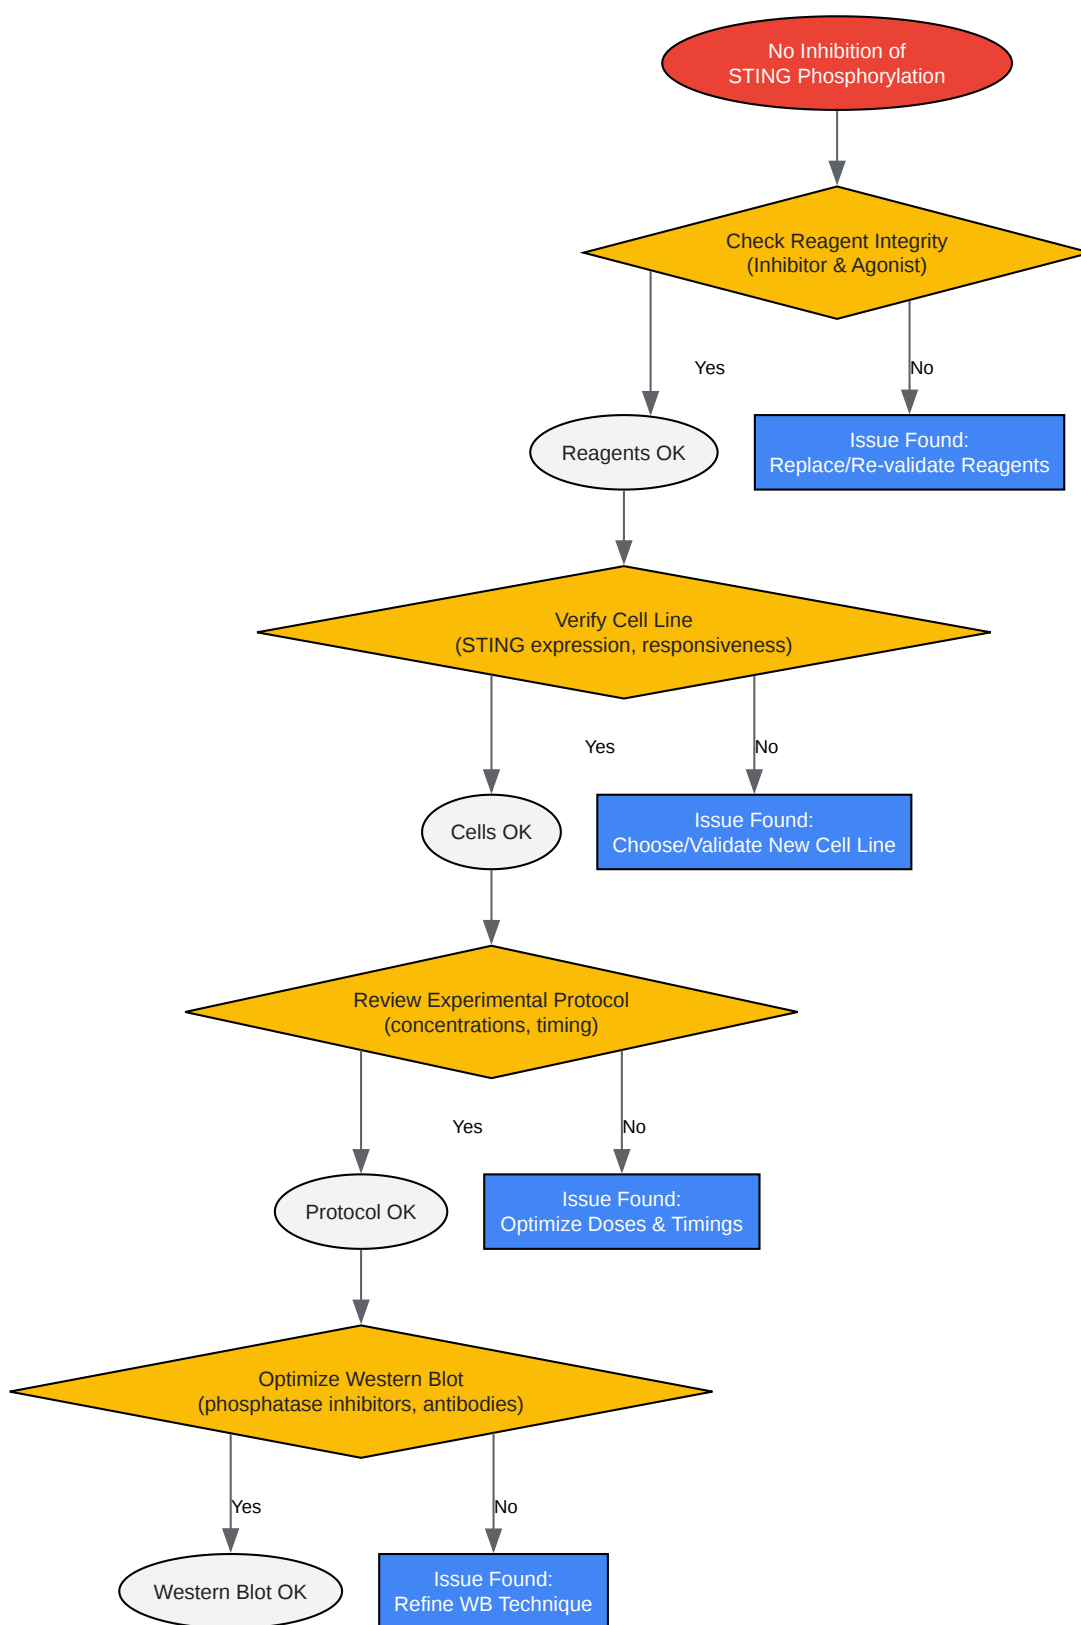 No Inhibition of
STING Phosphorylation
Check Reagent Integrity
(Inhibitor & Agonist)
Yes
No
Reagents OK
Issue Found:
Replace/Re-validate Reagents
Verify Cell Line
(STING expression, responsiveness)
Yes
No
Cells OK
Issue Found:
Choose/Validate New Cell Line
Review Experimental Protocol
(concentrations, timing)
Yes
No
Protocol OK
Issue Found:
Optimize Doses & Timings
Optimize Western Blot
(phosphatase inhibitors, antibodies)
Yes
No
Western Blot OK
Issue Found:
Refine WB Technique